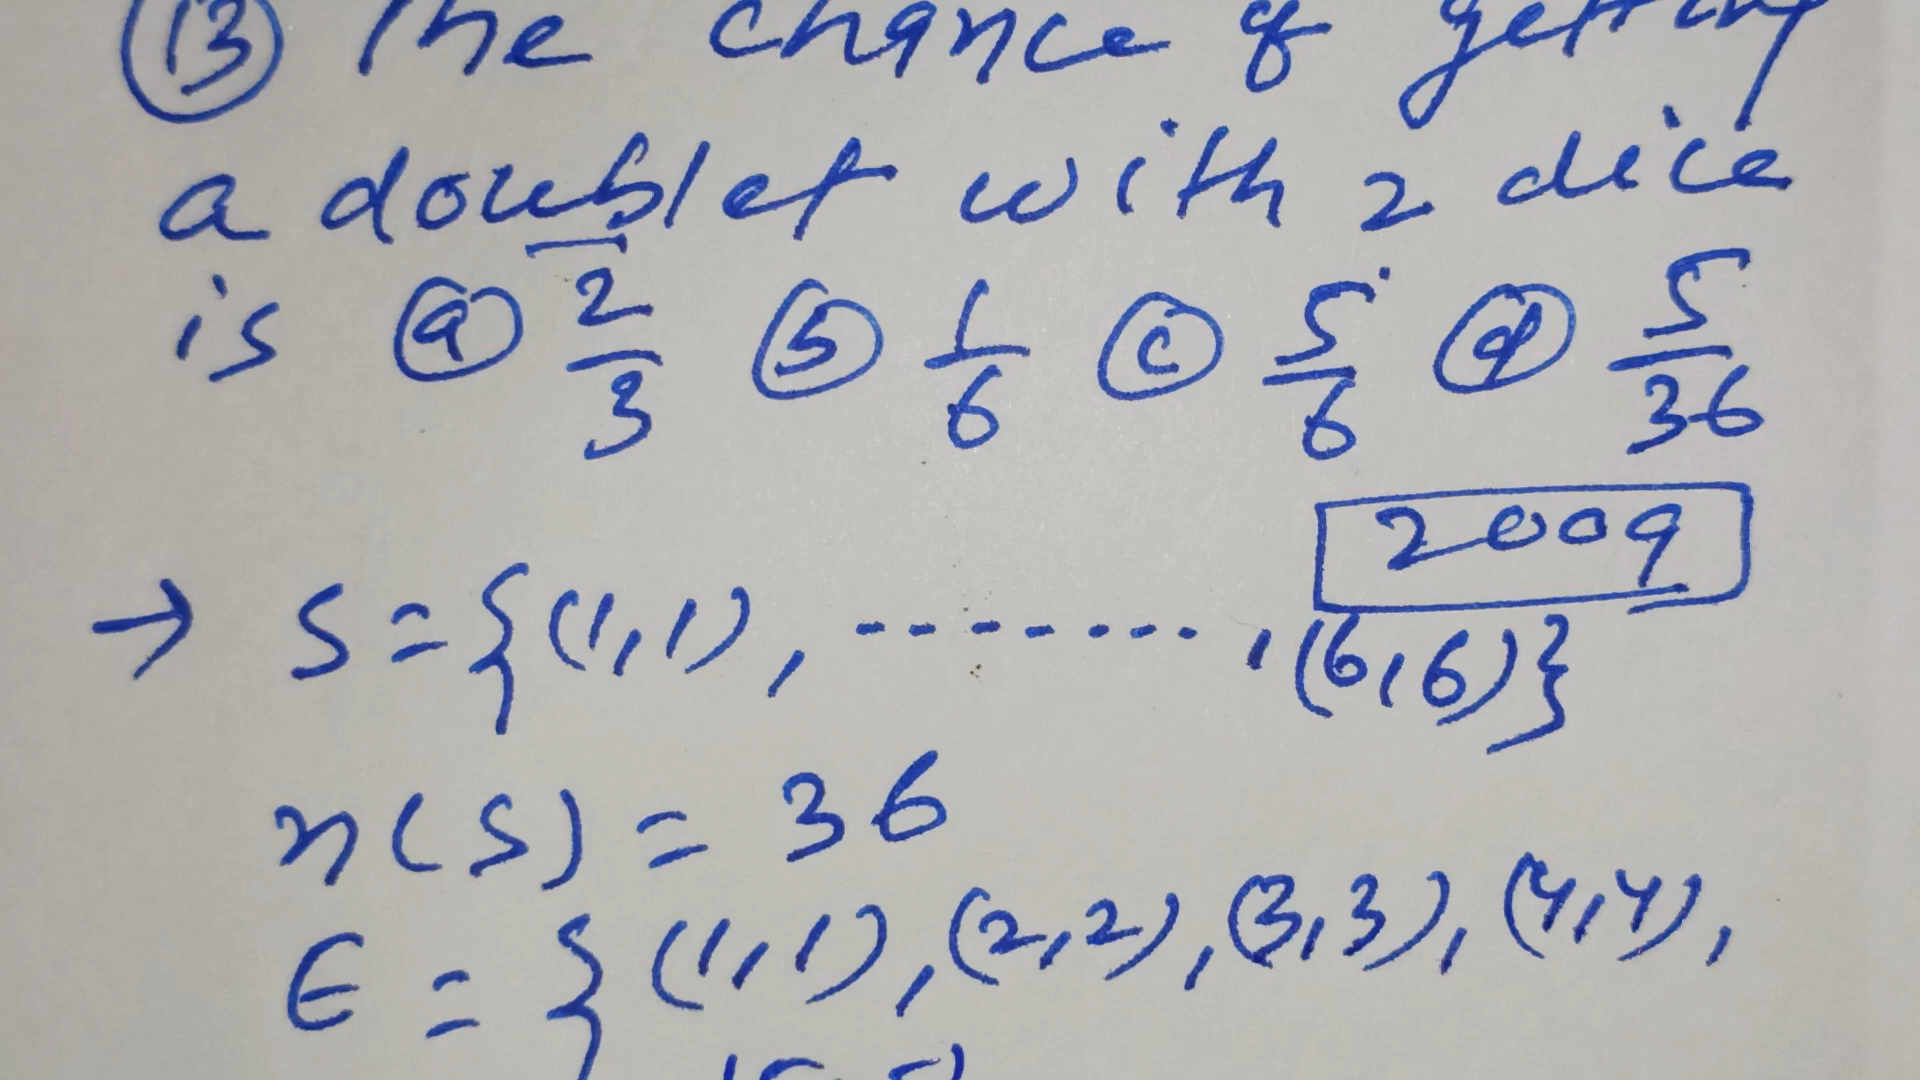 (13) The chance of getting
a doublet with 2 dice
is (a) 2/3 (b) 1/6 (c) 5/6 (d) 5/36
2009
→ S = {(1,1), -------- ,(6,6)}
n(S) = 36
E = {(1,1),(2,2),(3,3),(4,4),